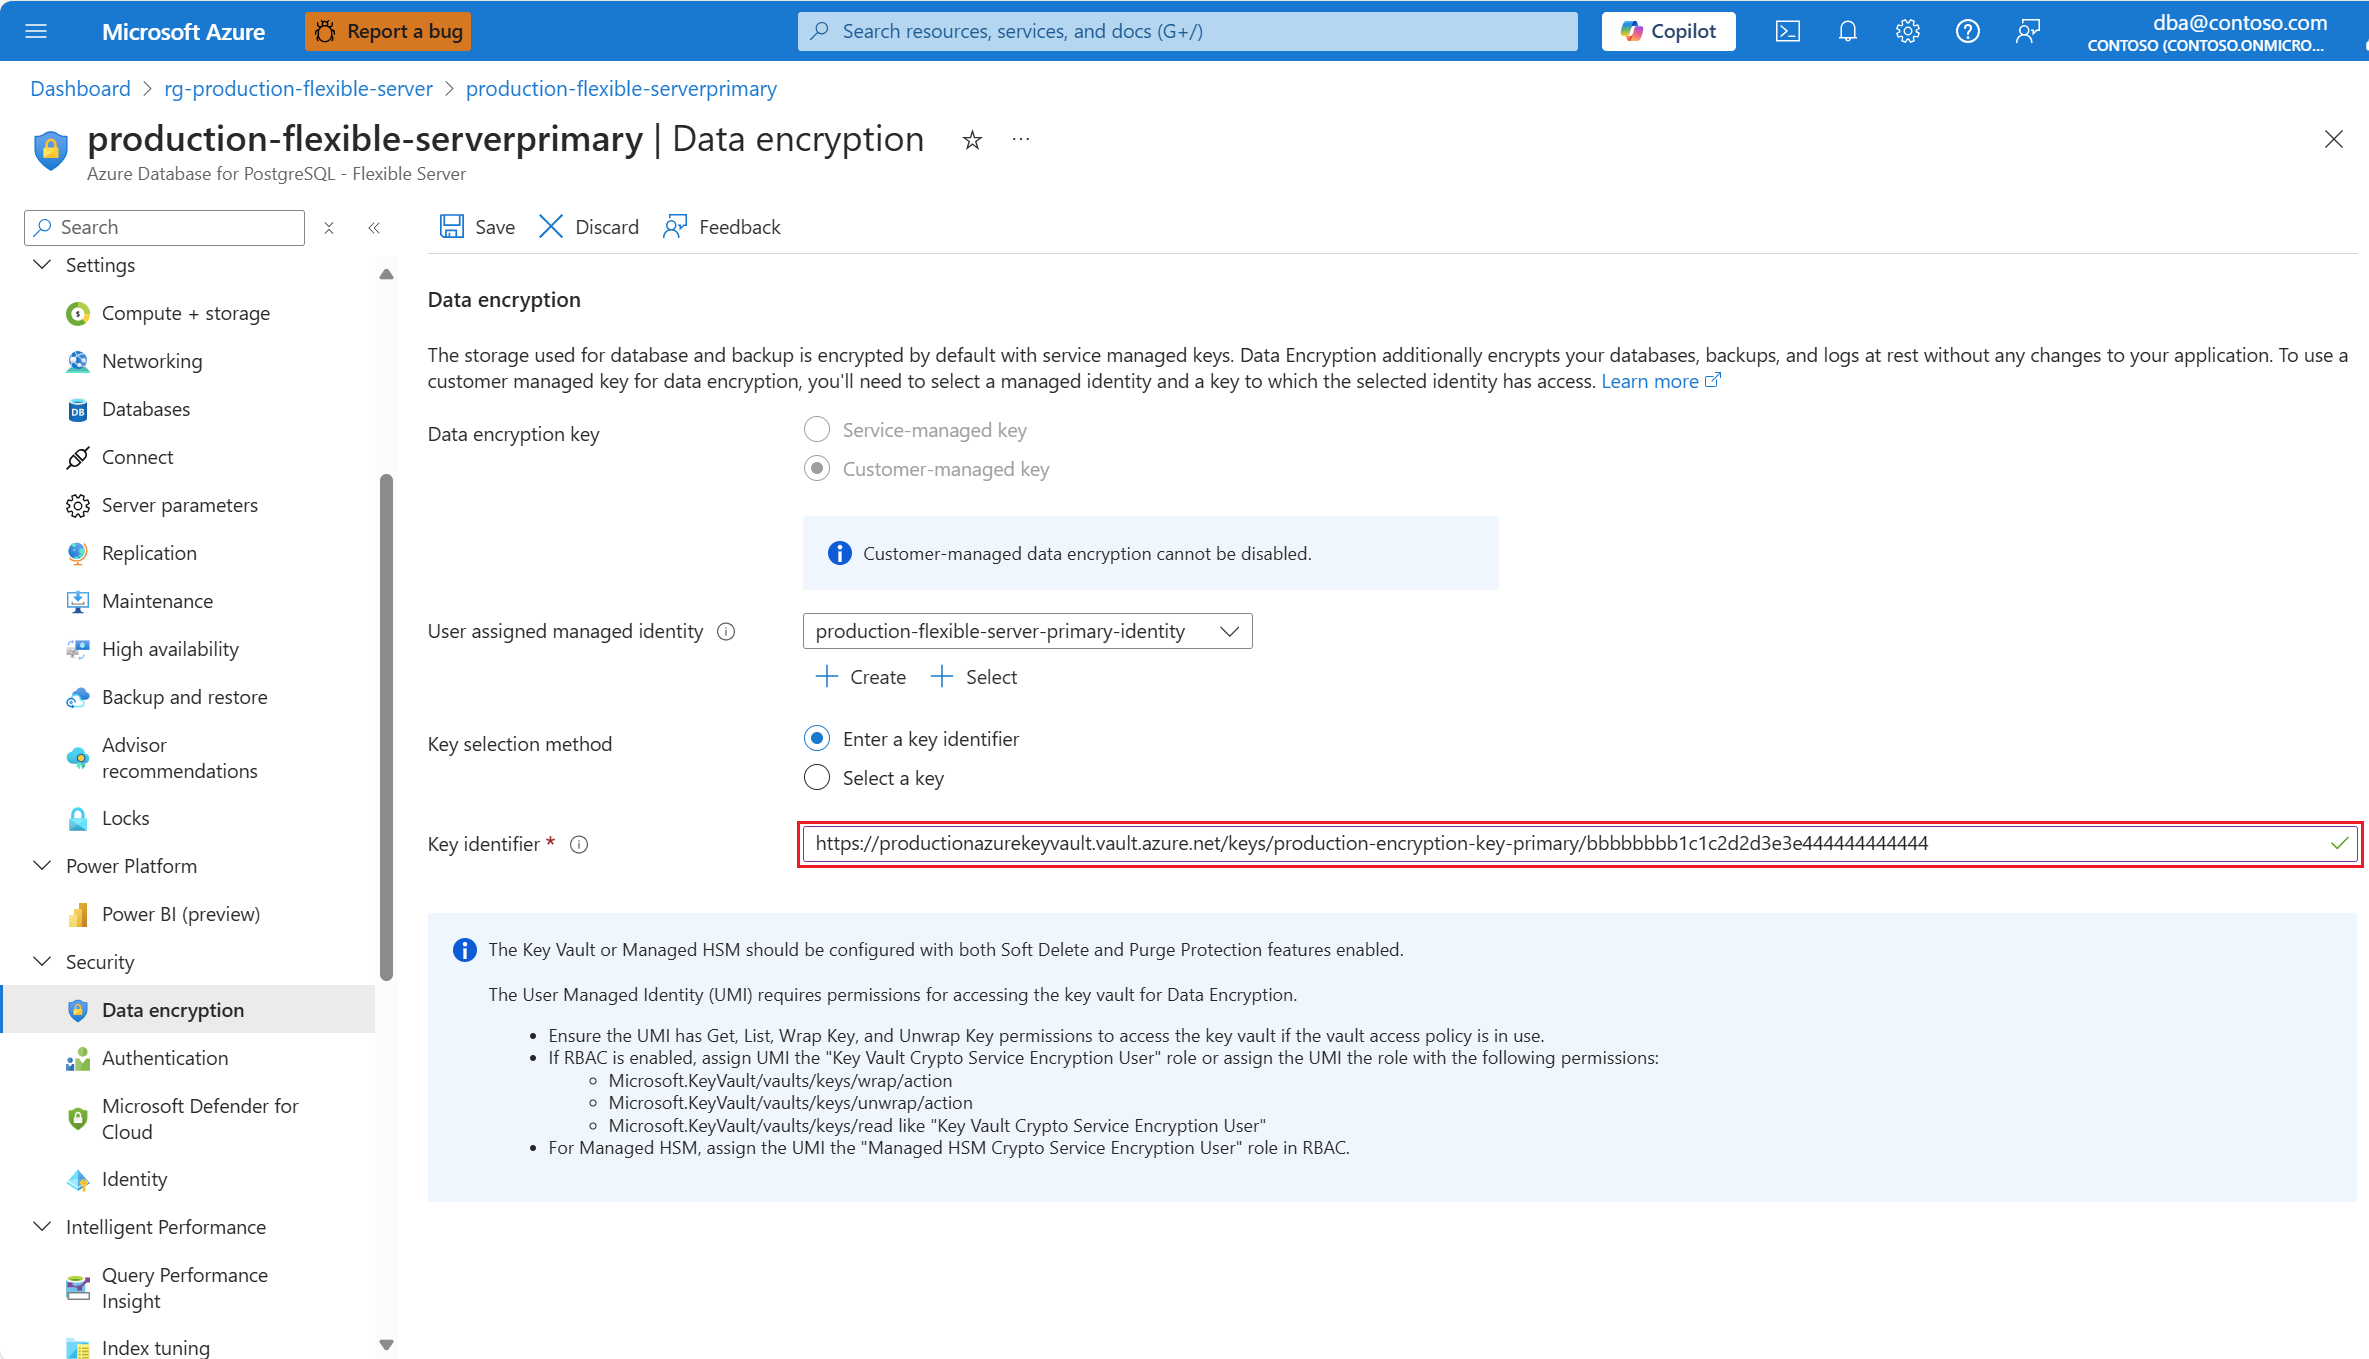 Microsoft Azure
Report a bug
Search resources, services, and docs (G+/)
Copilot
dba@contoso.com
CONTOSO (CONTOSO.ONMICRO...
Dashboard > rg-production-flexible-server > production-flexible-serverprimary
production-flexible-serverprimary | Data encryption
Azure Database for PostgreSQL - Flexible Server
Search
Settings
Compute + storage
Networking
Databases
Connect
Server parameters
Replication
Maintenance
High availability
Backup and restore
Advisor
recommendations
Locks
Power Platform
Power BI (preview)
Security
Data encryption
Authentication
Microsoft Defender for
Cloud
Identity
Intelligent Performance
Query Performance
Insight
Index tuning
Save
Discard
Feedback
Data encryption
The storage used for database and backup is encrypted by default with service managed keys. Data Encryption additionally encrypts your databases, backups, and logs at rest without any changes to your application. To use a
customer managed key for data encryption, you'll need to select a managed identity and a key to which the selected identity has access. Learn more
Data encryption key
Service-managed key
Customer-managed key
Customer-managed data encryption cannot be disabled.
User assigned managed identity
production-flexible-server-primary-identity
Create
Select
Key selection method
Enter a key identifier
Select a key
Key identifier *
https://productionazurekeyvault.vault.azure.net/keys/production-encryption-key-primary/bbbbbbbb1c1c2d2d3e3e444444444444
The Key Vault or Managed HSM should be configured with both Soft Delete and Purge Protection features enabled.
The User Managed Identity (UMI) requires permissions for accessing the key vault for Data Encryption.
• Ensure the UMI has Get, List, Wrap Key, and Unwrap Key permissions to access the key vault if the vault access policy is in use.
• If RBAC is enabled, assign UMI the "Key Vault Crypto Service Encryption User" role or assign the UMI the role with the following permissions:
◦ Microsoft.KeyVault/vaults/keys/wrap/action
◦ Microsoft.KeyVault/vaults/keys/unwrap/action
◦ Microsoft.KeyVault/vaults/keys/read like "Key Vault Crypto Service Encryption User"
• For Managed HSM, assign the UMI the "Managed HSM Crypto Service Encryption User" role in RBAC.